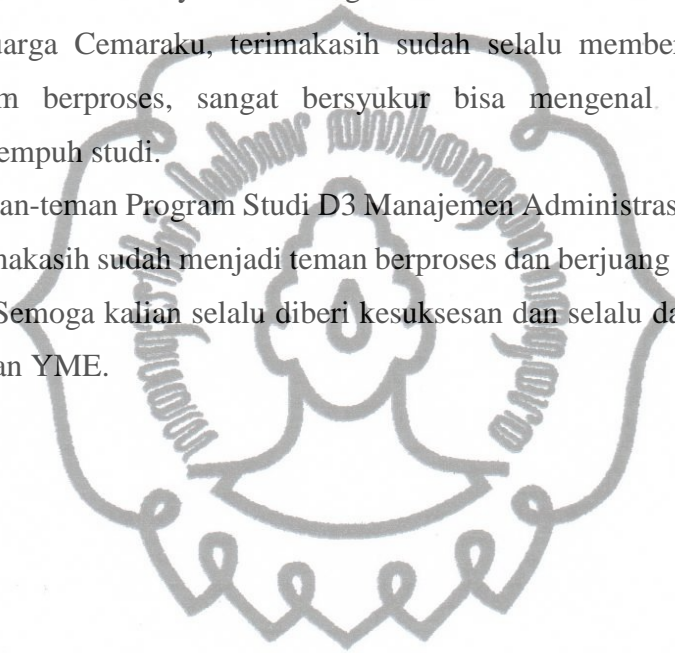 uarga Cemaraku, terimakasih sudah selalu member
m berproses, sangat bersyukur bisa mengenal
empuh studi.
an-teman Program Studi D3 Manajemen Administras
makasih sudah menjadi teman berproses dan berjuang
Semoga kalian selalu diberi kesuksesan dan selalu da
an YME.